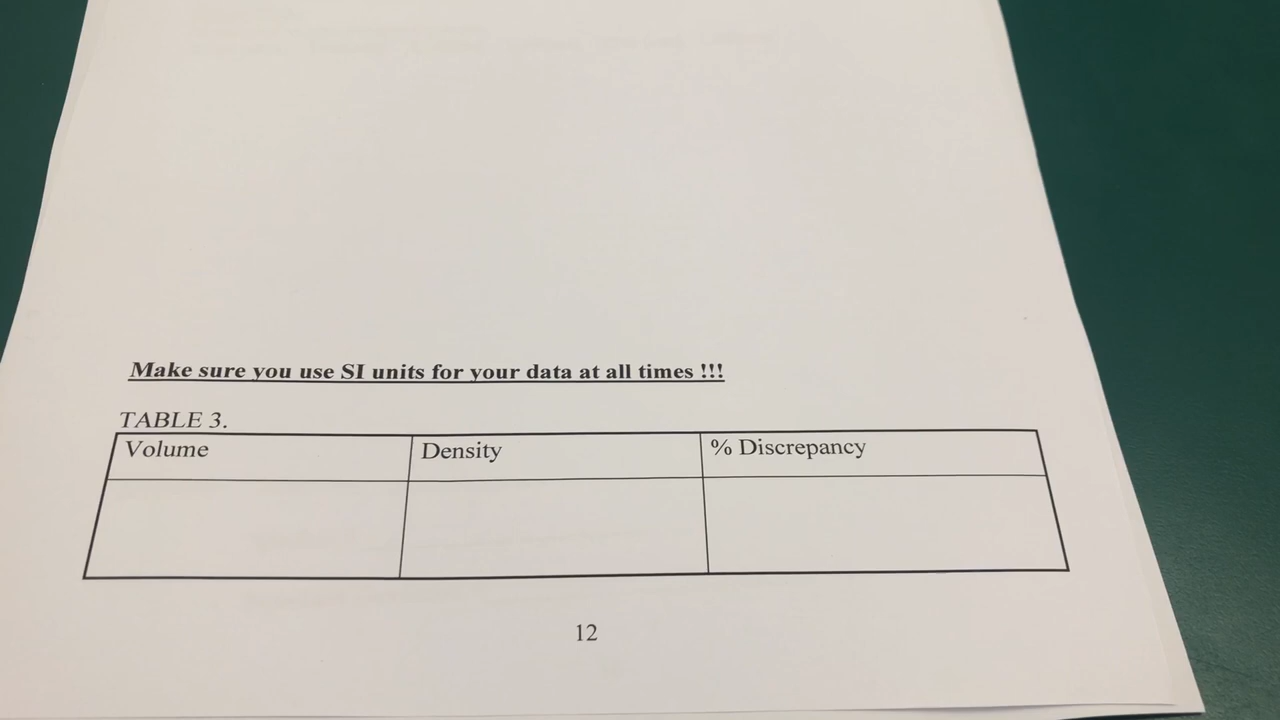 Make sure you use SI units for your data at all times !!!
TABLE 3.
Volume Density % Discrepancy
12